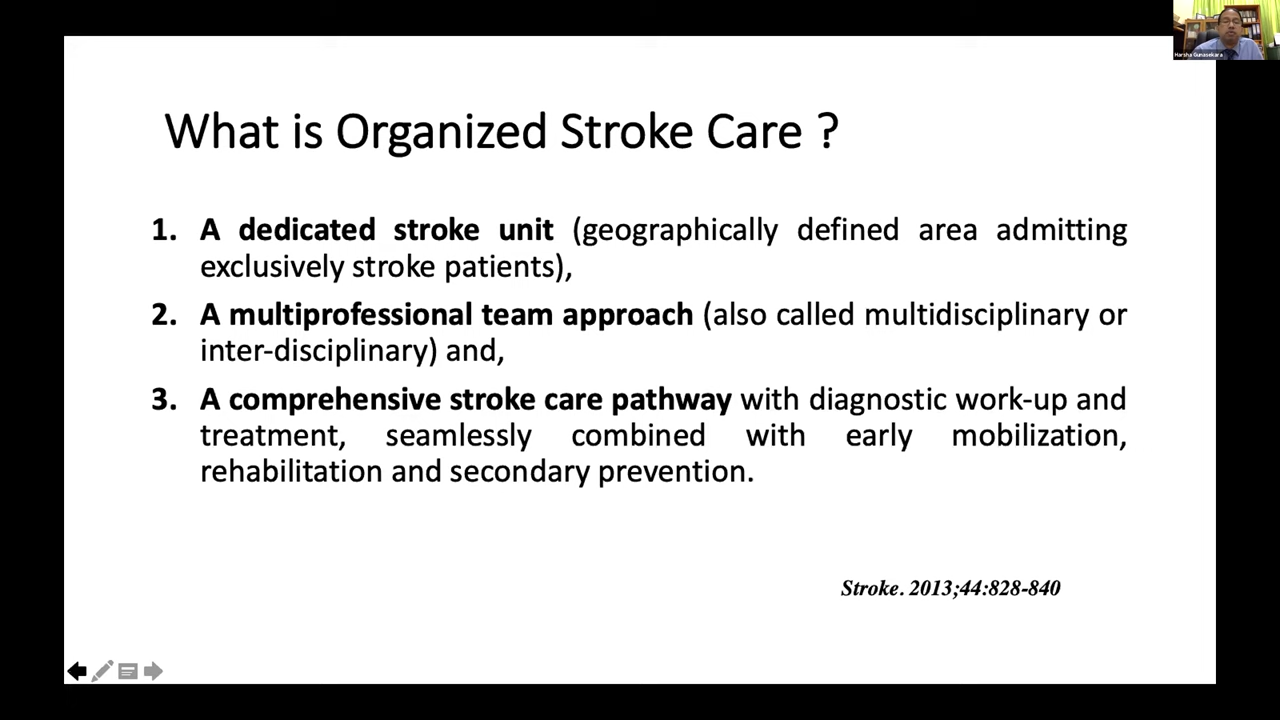 Harsha Gunasekara
What is Organized Stroke Care ?
1. A dedicated stroke unit (geographically defined area admitting
exclusively stroke patients),
2. A multiprofessional team approach (also called multidisciplinary or
inter-disciplinary) and,
3. A comprehensive stroke care pathway with diagnostic work-up and
treatment, seamlessly combined with early mobilization,
rehabilitation and secondary prevention.
Stroke. 2013;44:828-840